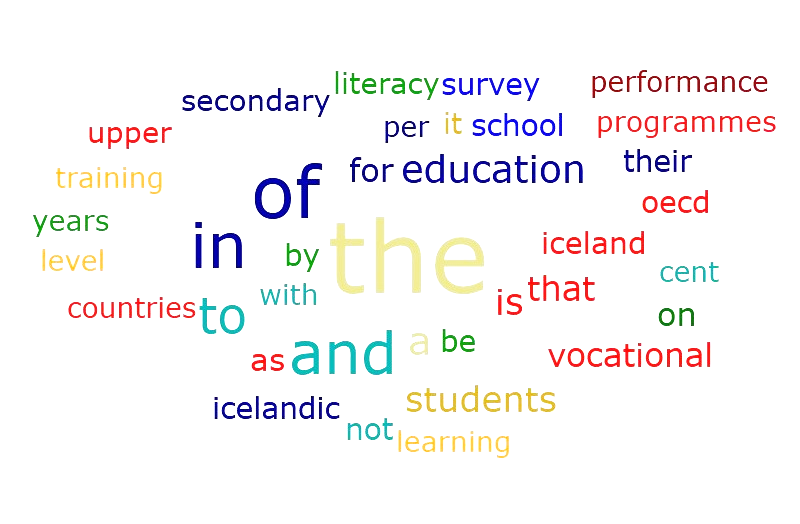 literacy survey performance
secondary
per it school programmes
upper
for education their
training
of
years
oecd
in by the iceland
level
with is that cent
countries to on
and a be
as vocational
icelandic students
not learning